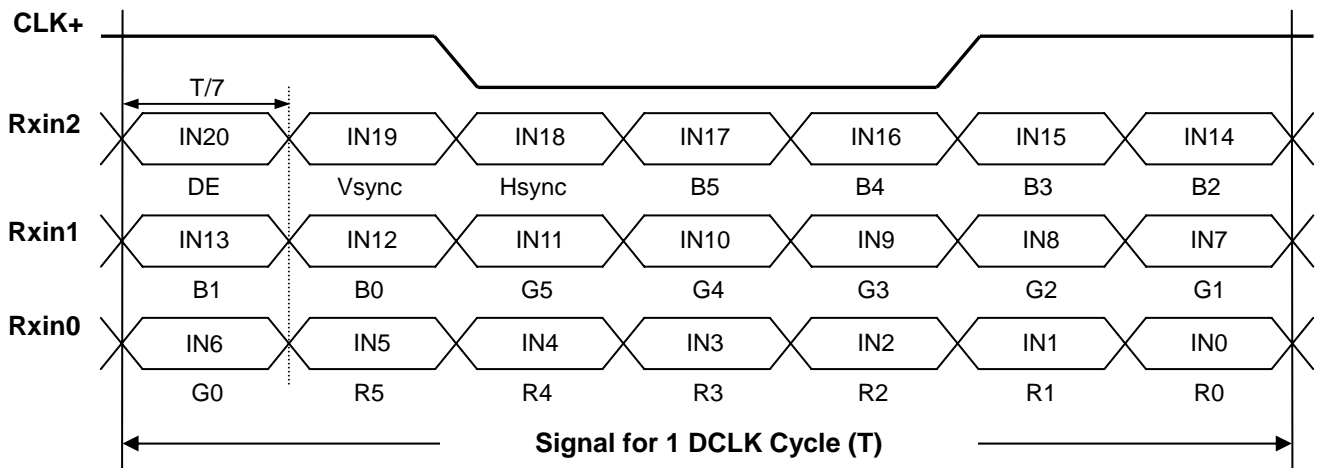 CLK+
T/7
Rxin2 IN20 IN19 IN18 IN17 IN16 IN15 IN14
DE Vsync Hsync B5 B4 B3 B2
Rxin1 IN13 IN12 IN11 IN10 IN9 IN8 IN7
B1 B0 G5 G4 G3 G2 G1
Rxin0 IN6 IN5 IN4 IN3 IN2 IN1 IN0
G0 R5 R4 R3 R2 R1 R0
Signal for 1 DCLK Cycle (T)